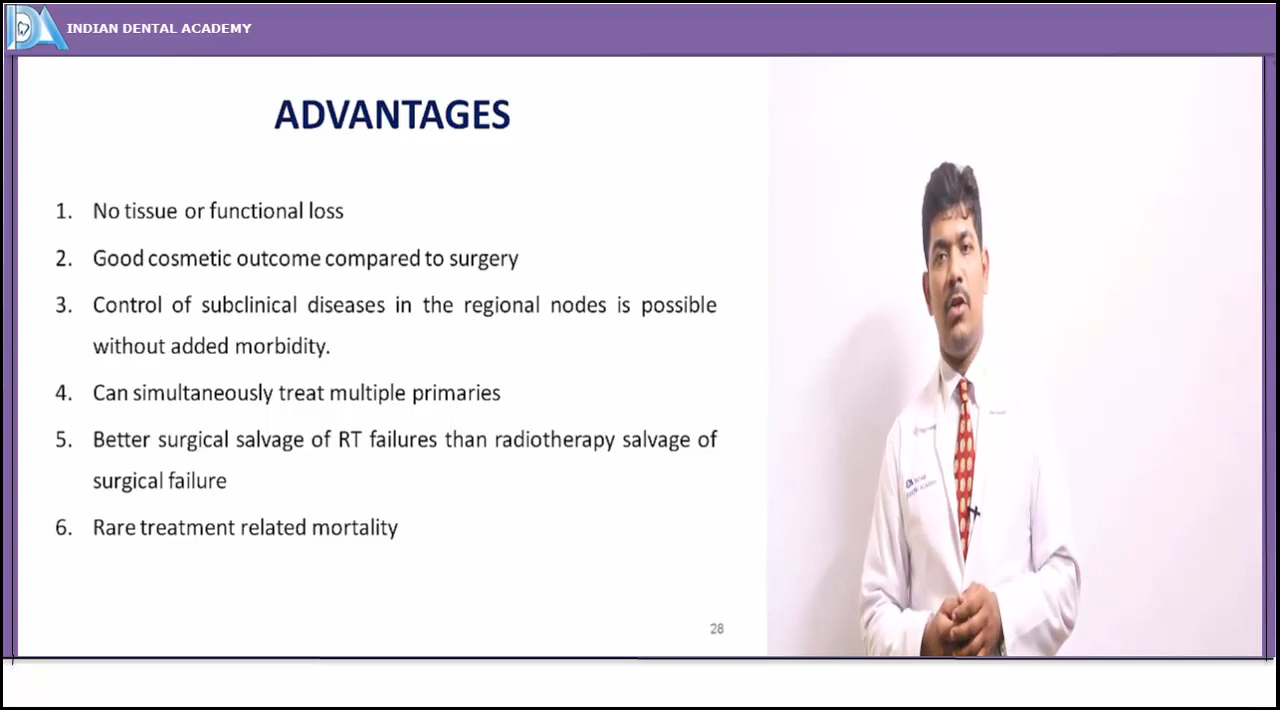 INDIAN DENTAL ACADEMY
ADVANTAGES
1. No tissue or functional loss
2. Good cosmetic outcome compared to surgery
3. Control of subclinical diseases in the regional nodes is possible
without added morbidity.
4. Can simultaneously treat multiple primaries
5. Better surgical salvage of RT failures than radiotherapy salvage of
surgical failure
6. Rare treatment related mortality
28